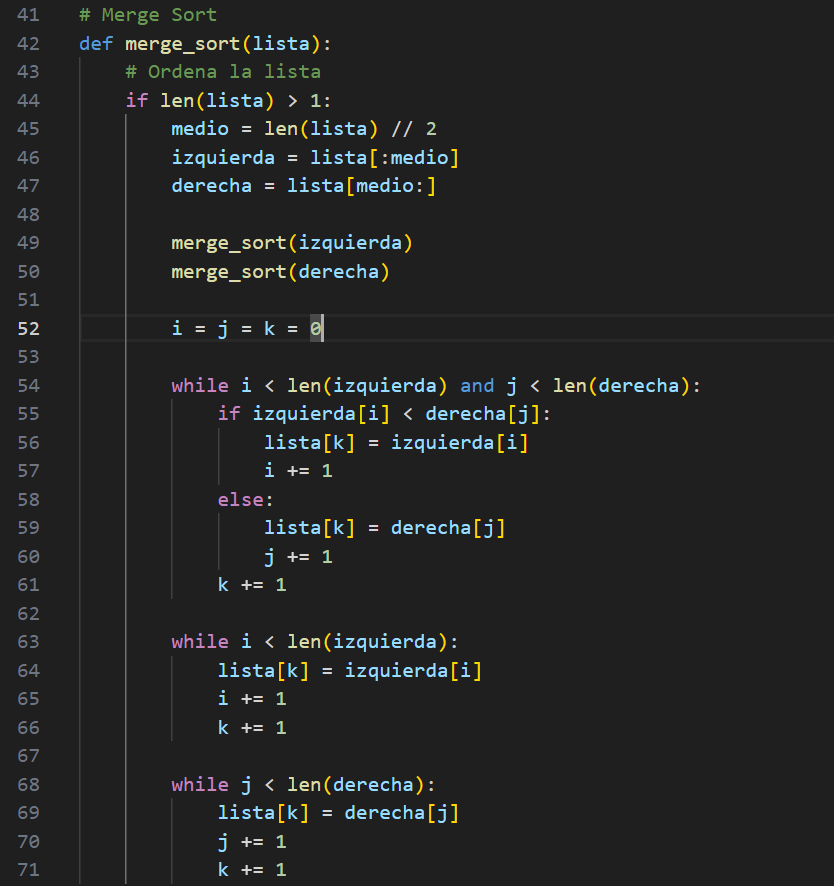 41 # Merge Sort
42 def merge_sort(lista):
43     # Ordena la lista
44     if len(lista) > 1:
45         medio = len(lista) // 2
46         izquierda = lista[:medio]
47         derecha = lista[medio:]
48
49         merge_sort(izquierda)
50         merge_sort(derecha)
51
52         i = j = k = 0
53
54         while i < len(izquierda) and j < len(derecha):
55             if izquierda[i] < derecha[j]:
56                 lista[k] = izquierda[i]
57                 i += 1
58             else:
59                 lista[k] = derecha[j]
60                 j += 1
61             k += 1
62
63         while i < len(izquierda):
64             lista[k] = izquierda[i]
65             i += 1
66             k += 1
67
68         while j < len(derecha):
69             lista[k] = derecha[j]
70             j += 1
71             k += 1